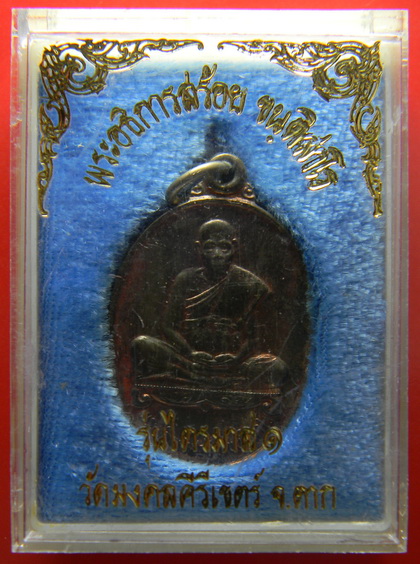 พระอธิการสร้อย ขนฺติสาโร
รุ่นไตรมาส ๑
วัดมงคลคีรีเขตร์ จ.ตาก